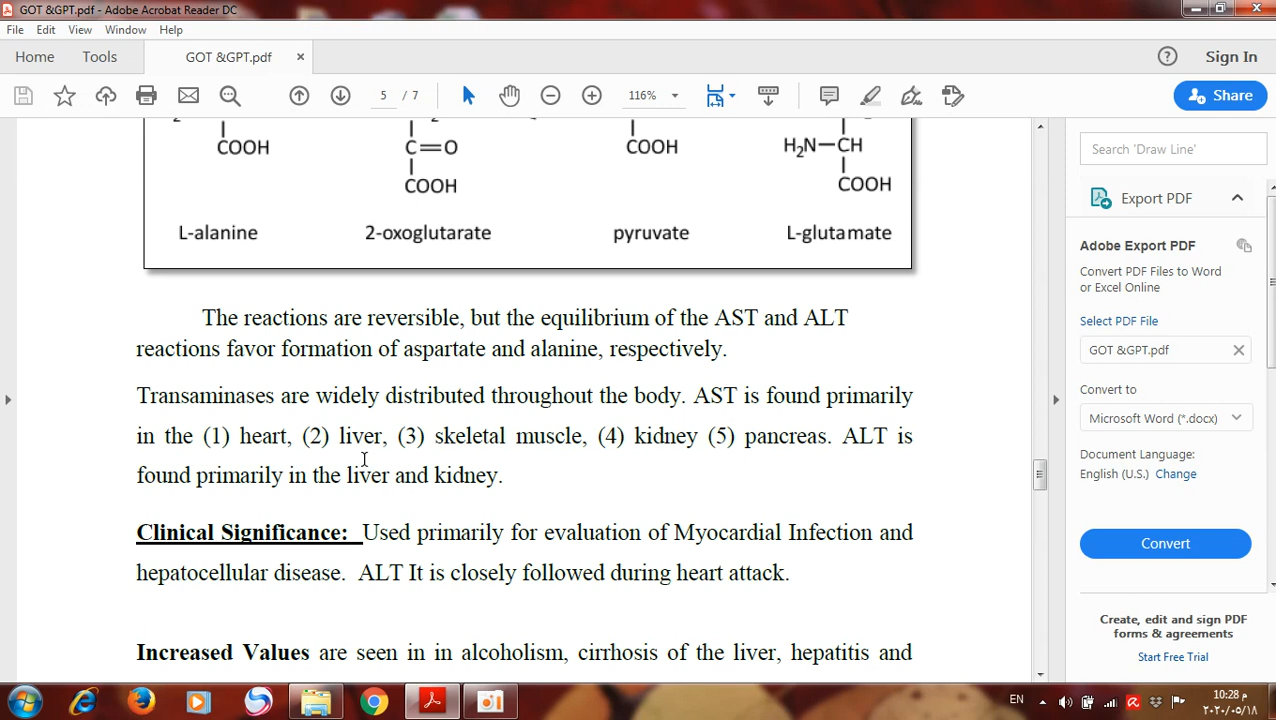 GOT &GPT.pdf - Adobe Acrobat Reader DC
File Edit View Window Help
Home Tools GOT &GPT.pdf × Sign In
5 / 7 116% Share
COOH C=O COOH H₂N-CH
COOH COOH
L-alanine 2-oxoglutarate pyruvate L-glutamate
The reactions are reversible, but the equilibrium of the AST and ALT
reactions favor formation of aspartate and alanine, respectively.
Transaminases are widely distributed throughout the body. AST is found primarily
in the (1) heart, (2) liver, (3) skeletal muscle, (4) kidney (5) pancreas. ALT is
found primarily in the liver and kidney.
Clinical Significance: Used primarily for evaluation of Myocardial Infection and
hepatocellular disease. ALT It is closely followed during heart attack.
Increased Values are seen in in alcoholism, cirrhosis of the liver, hepatitis and
Search 'Draw Line'
Export PDF
Adobe Export PDF
Convert PDF Files to Word
or Excel Online
Select PDF File
GOT &GPT.pdf
Convert to
Microsoft Word (*.docx)
Document Language:
English (U.S.) Change
Convert
Create, edit and sign PDF
forms & agreements
Start Free Trial
EN
10:28 م
٢٠٢٠/٠٥/١٨